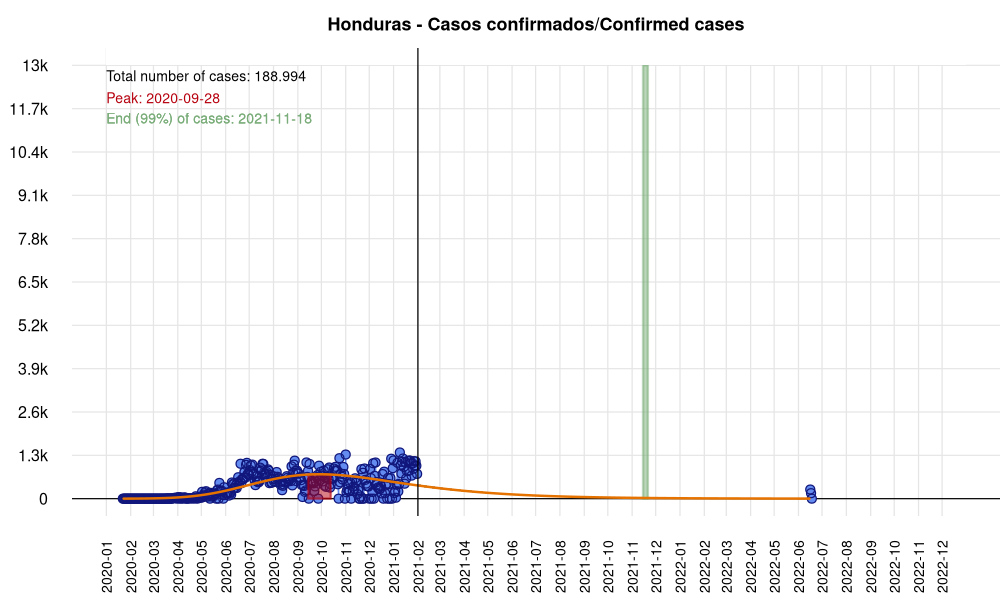 Honduras - Casos confirmados/Confirmed cases
Total number of cases: 188.994
Peak: 2020-09-28
End (99%) of cases: 2021-11-18
13k
11.7k
10.4k
9.1k
7.8k
6.5k
5.2k
3.9k
2.6k
1.3k
0
2020-01
2020-02
2020-03
2020-04
2020-05
2020-06
2020-07
2020-08
2020-09
2020-10
2020-11
2020-12
2021-01
2021-02
2021-03
2021-04
2021-05
2021-06
2021-07
2021-08
2021-09
2021-10
2021-11
2021-12
2022-01
2022-02
2022-03
2022-04
2022-05
2022-06
2022-07
2022-08
2022-09
2022-10
2022-11
2022-12